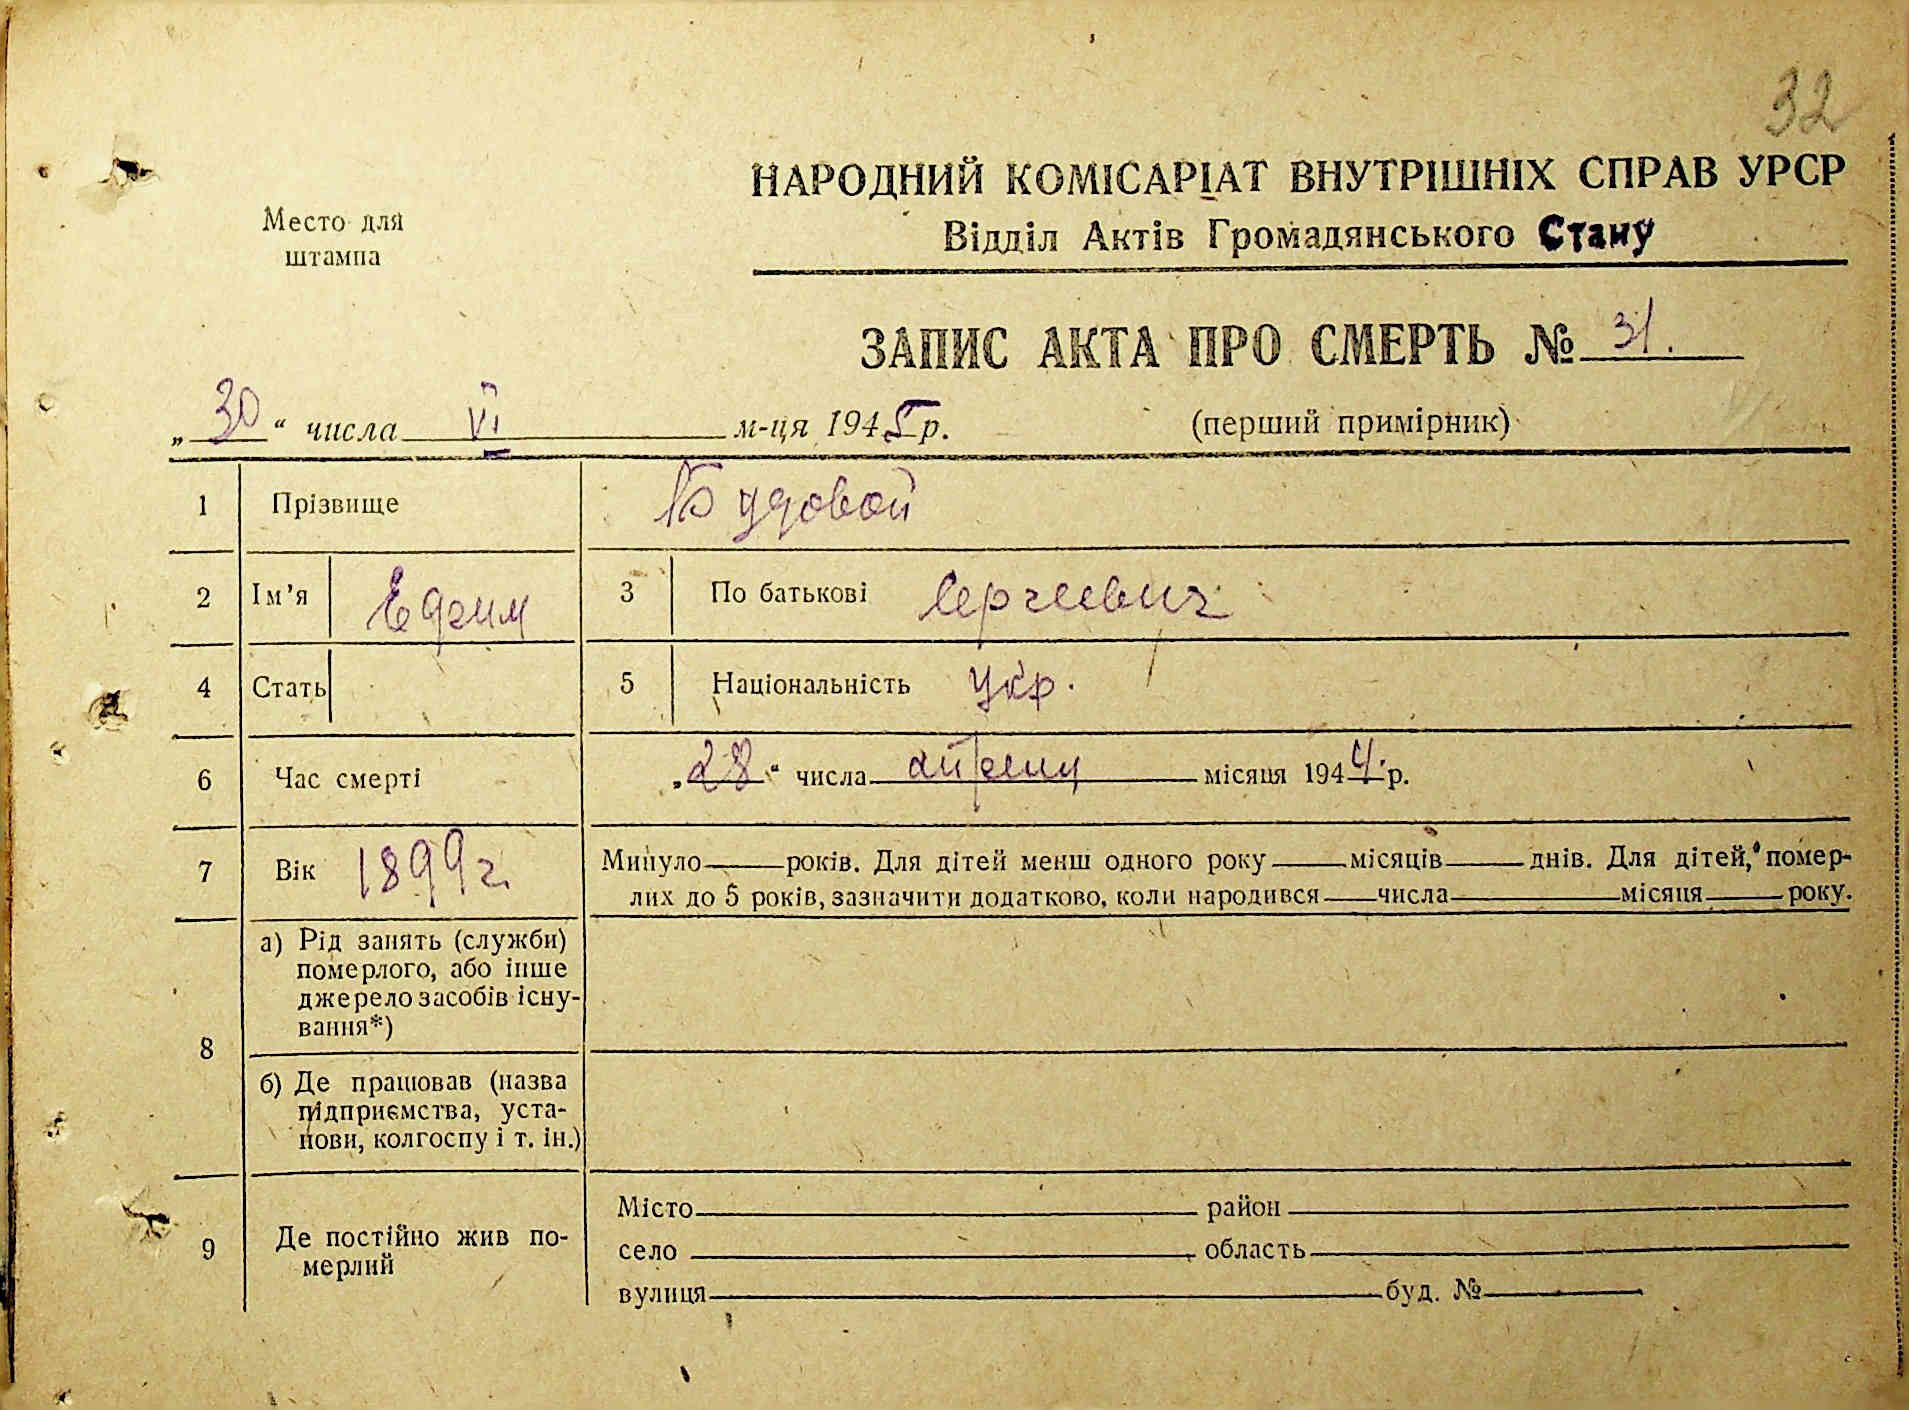 32
НАРОДНИЙ КОМІСАРІАТ ВНУТРІШНІХ СПРАВ УРСР
Место для штампа
Відділ Актів Громадянського Стану
ЗАПИС АКТА ПРО СМЕРТЬ № 31.
„30“ числа VI м-ця 1945 р. (перший примірник)
1 Прізвище Будовой
2 Ім’я 3 По батькові Сергеевич
4 Стать 5 Національність Укр.
6 Час смерті „28“ числа апреля місяця 1944 р.
7 Вік 1899 г. Минуло року. Для дітей менш одного року місяців днів. Для дітей, помер-
лих до 5 років, зазначити додатково, коли народився числа місяця року.
8 а) Рід занять (служби)
померлого, або інше
джерело засобів існу-
вання*)
б) Де працював (назва
підприємства, уста-
нови, колгоспу і т. ін.)
9 Де постійно жив по-
мерлий
Місто район
село область
вулиця буд. №